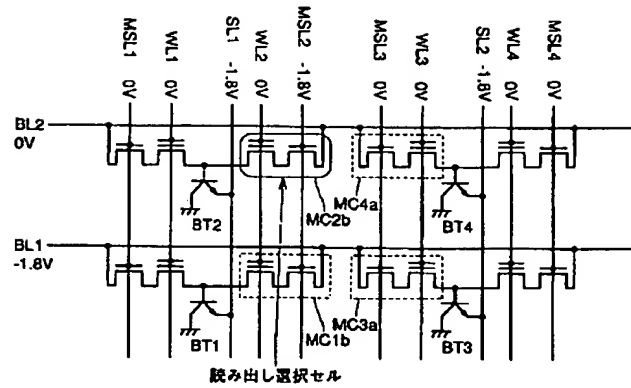 MSL1 0V
WL1 0V
SL1 -1.8V
WL2 0V
MSL2 -1.8V
MSL3 0V
WL3 0V
SL2 -1.8V
WL4 0V
MSL4 0V
BL2
0V
BT2
MC2b
MC4a
BT4
BL1
-1.8V
BT1
MC1b
MC3a
BT3
読み出し選択セル